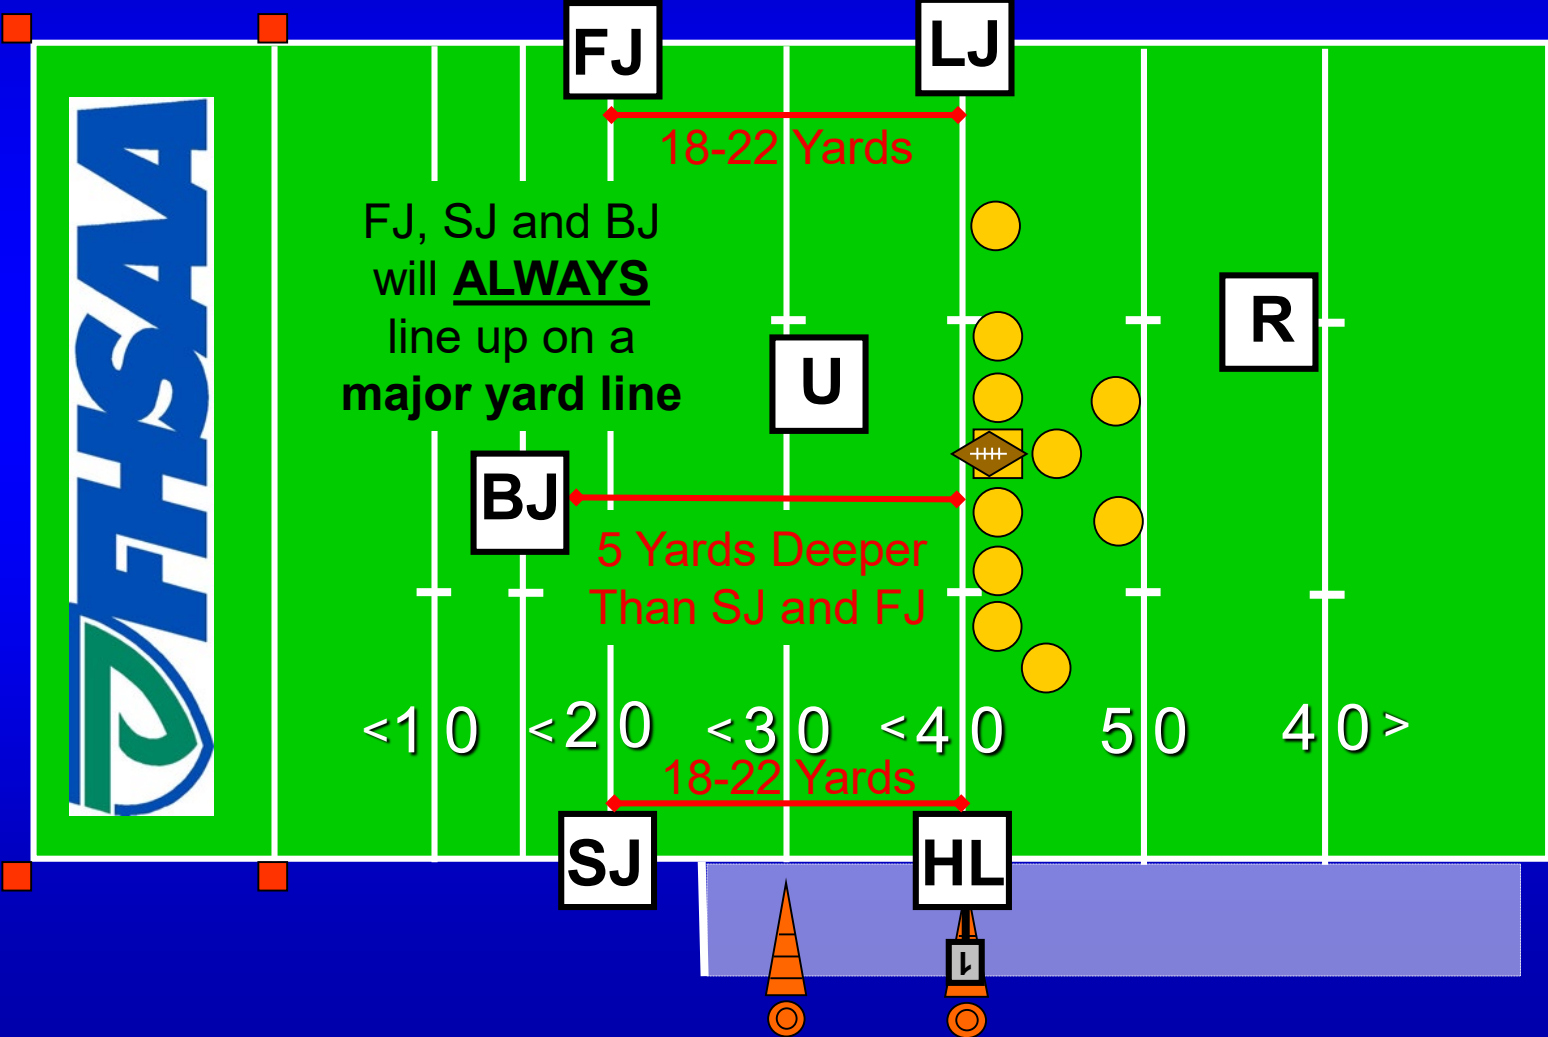 FJ
LJ
18-22 Yards
FJ, SJ and BJ
will ALWAYS
line up on a
major yard line
R
U
BJ
5 Yards Deeper
Than SJ and FJ
<10 <20 <30 <40 50 40>
18-22 Yards
SJ
HL
1
FHSAA